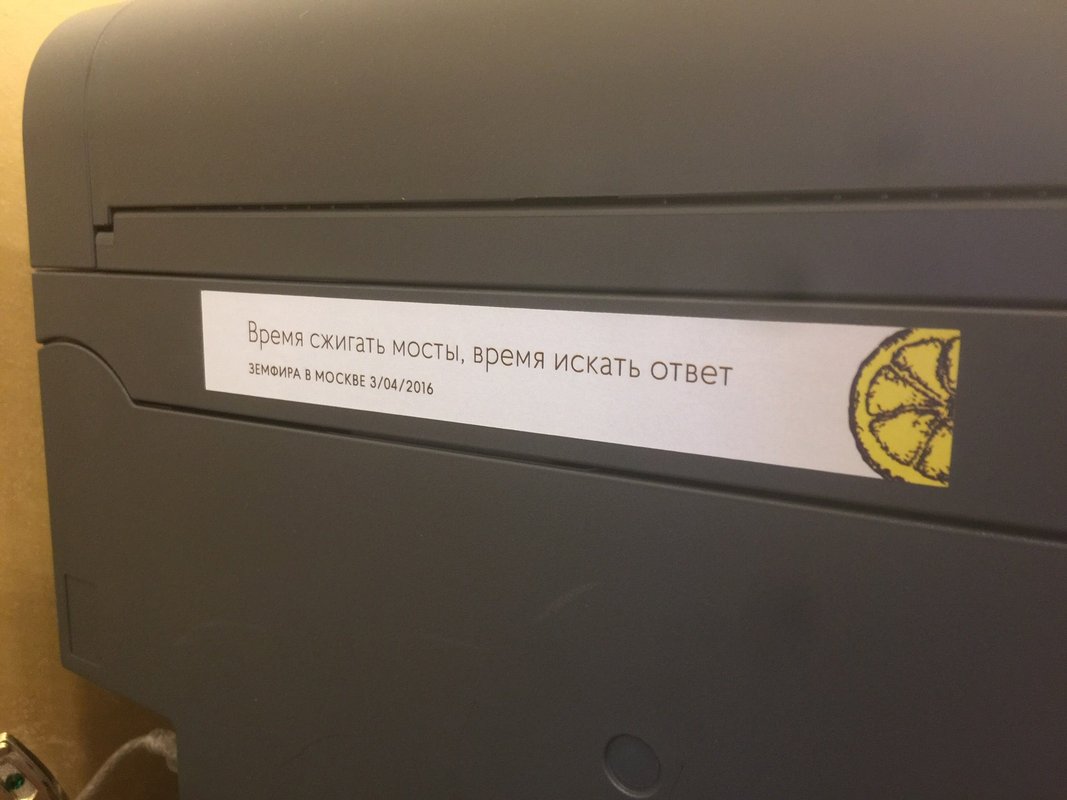 Время сжигать мосты, время искать ответ
ЗЕМФИРА В МОСКВЕ 3/04/2016